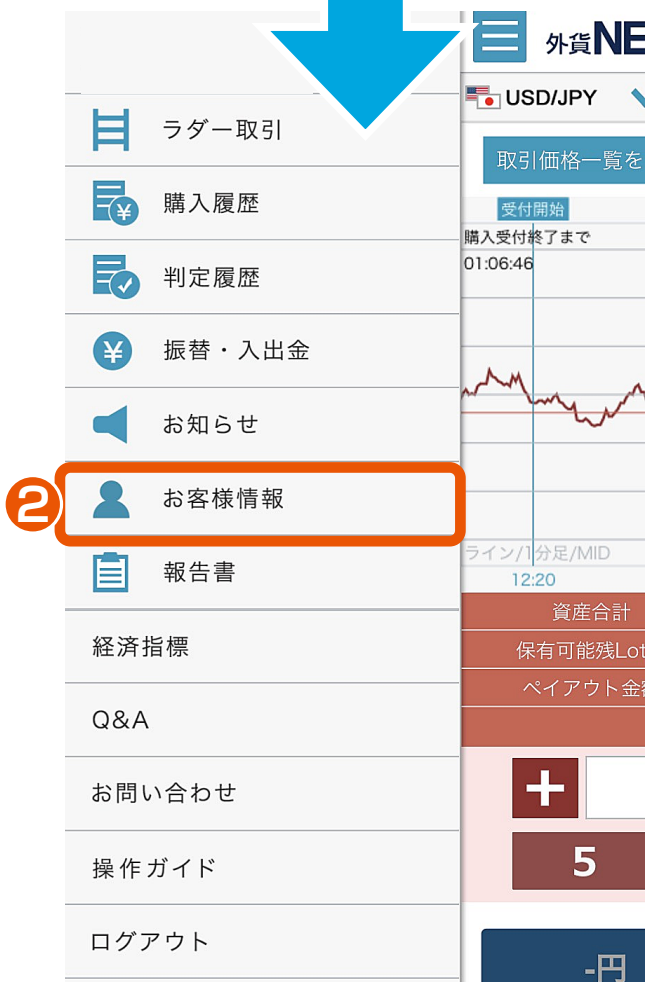 ラダー取引
購入履歴
判定履歴
振替・入出金
お知らせ
2
お客様情報
報告書
経済指標
Q&A
お問い合わせ
操作ガイド
ログアウト
外貨NE
USD/JPY
取引価格一覧を
受付開始
購入受付終了まで
01:06:46
ライン/1分足/MID
12:20
資産合計
保有可能残Lot
ペイアウト金
+
5
-円